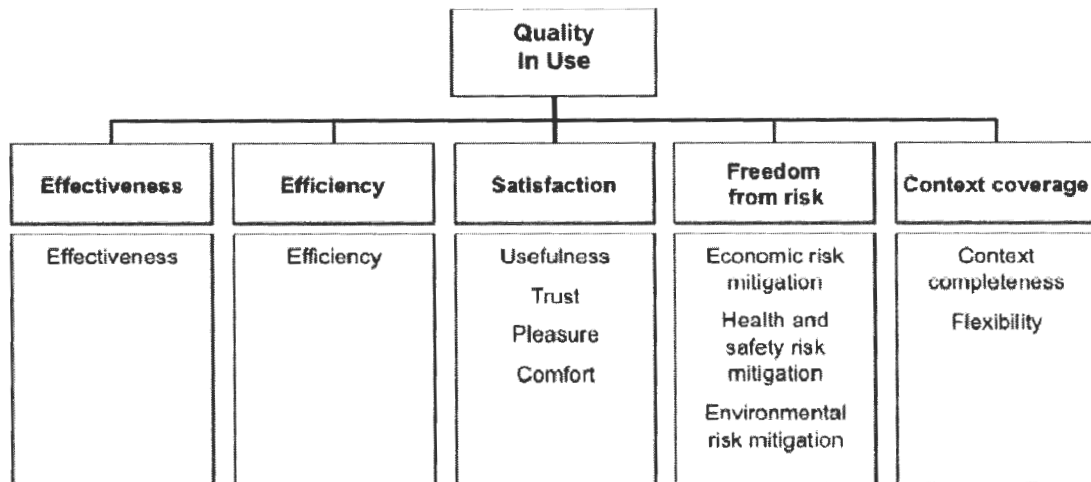 Quality
In Use
Effectiveness
Efficiency
Satisfaction
Freedom
from risk
Context coverage
Effectiveness
Efficiency
Usefulness
Trust
Pleasure
Comfort
Economic risk
mitigation
Health and
safety risk
mitigation
Environmental
risk mitigation
Context
completeness
Flexibility